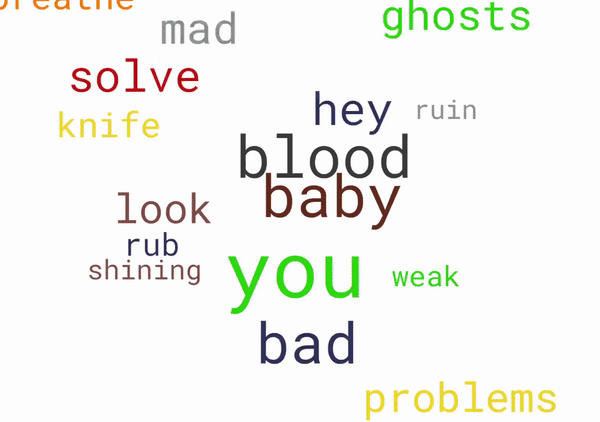 breathe
ghosts
mad
solve
hey
ruin
knife
blood
baby
look
rub
shining
you
weak
bad
problems